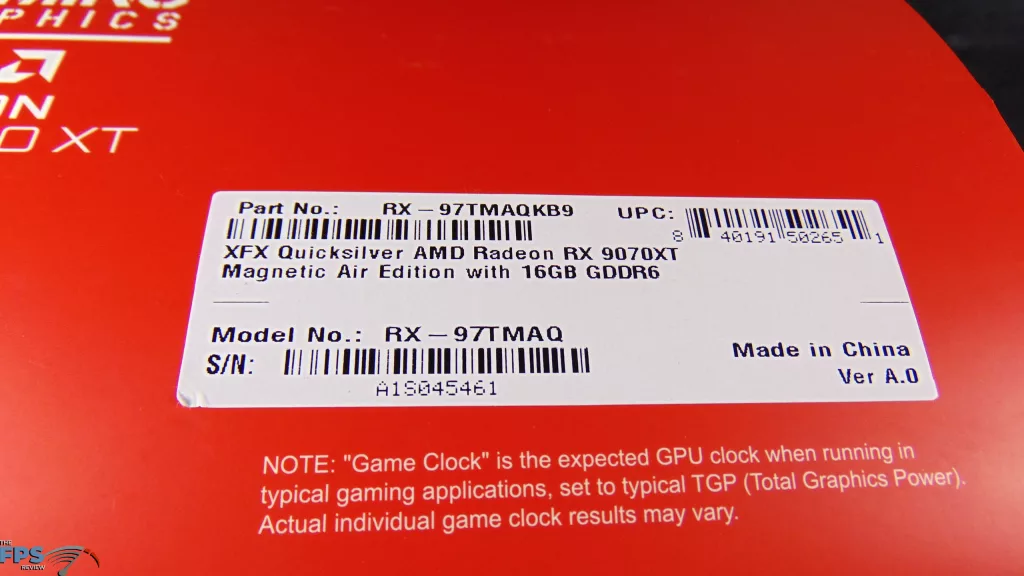 PHICS
XT
Part No.: RX-97TMAQKB9
UPC:
8 40191 50265 1
XFX Quicksilver AMD Radeon RX 9070XT
Magnetic Air Edition with 16GB GDDR6
Model No.: RX-97TMAQ
S/N:
A1S045461
Made in China
Ver A.0
NOTE: "Game Clock" is the expected GPU clock when running in
typical gaming applications, set to typical TGP (Total Graphics Power).
Actual individual game clock results may vary.
THE
FPS
REVIEW